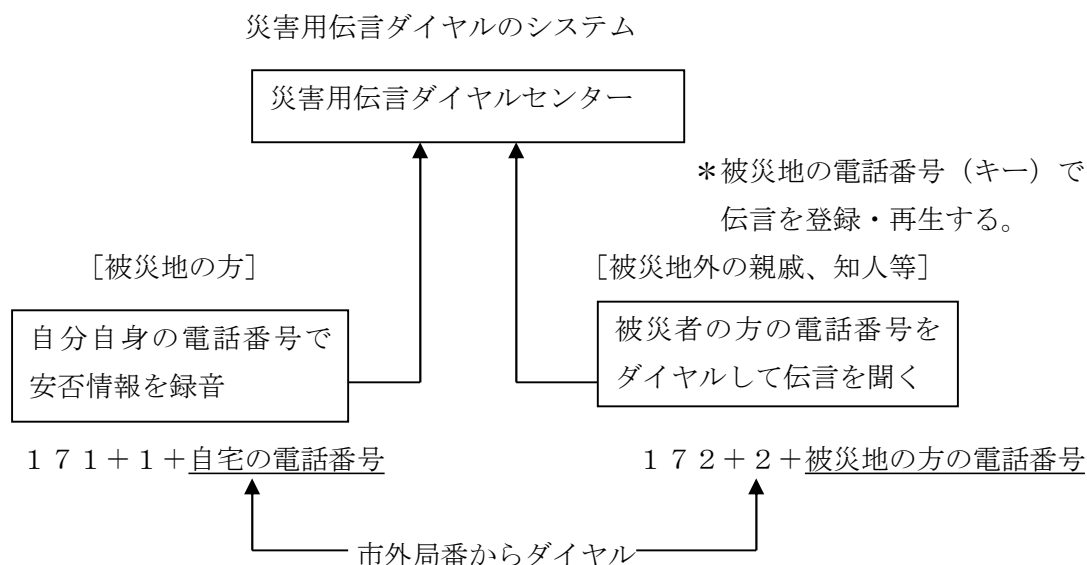 災害用伝言ダイヤルのシステム
災害用伝言ダイヤルセンター
＊被災地の電話番号（キー）で
伝言を登録・再生する。
［被災地の方］
［被災地外の親戚、知人等］
自分自身の電話番号で
安否情報を録音
被災者の方の電話番号を
ダイヤルして伝言を聞く
１７１＋１＋自宅の電話番号
１７２＋２＋被災地の方の電話番号
市外局番からダイヤル